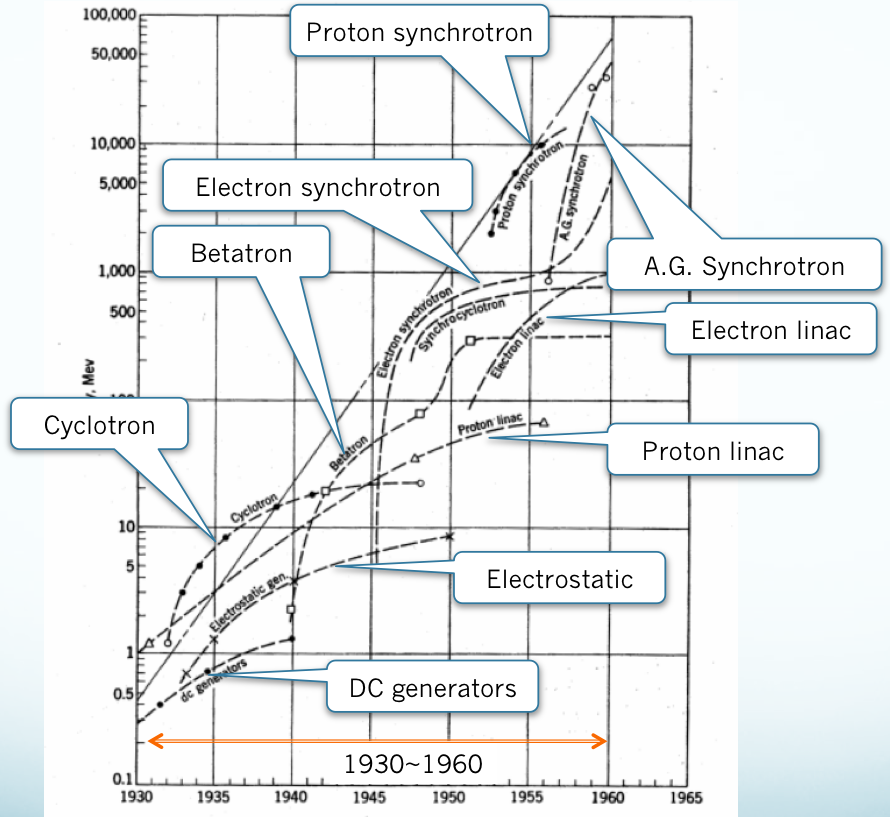 100,000
50,000
10,000
5,000
1,000
500
10
5
1
0.5
0.1
, Mev
1930
1935
1940
1945
1950
1955
1960
1965
Proton synchrotron
Electron synchrotron
Betatron
A.G. Synchrotron
Electron linac
Cyclotron
Proton linac
Electrostatic
DC generators
1930~1960
Proton synchrotron
A.G. synchrotron
Electron synchrotron
Synchrocyclotron
Electron linac
Proton linac
Betatron
Cyclotron
Electrostatic gen.
dc generators